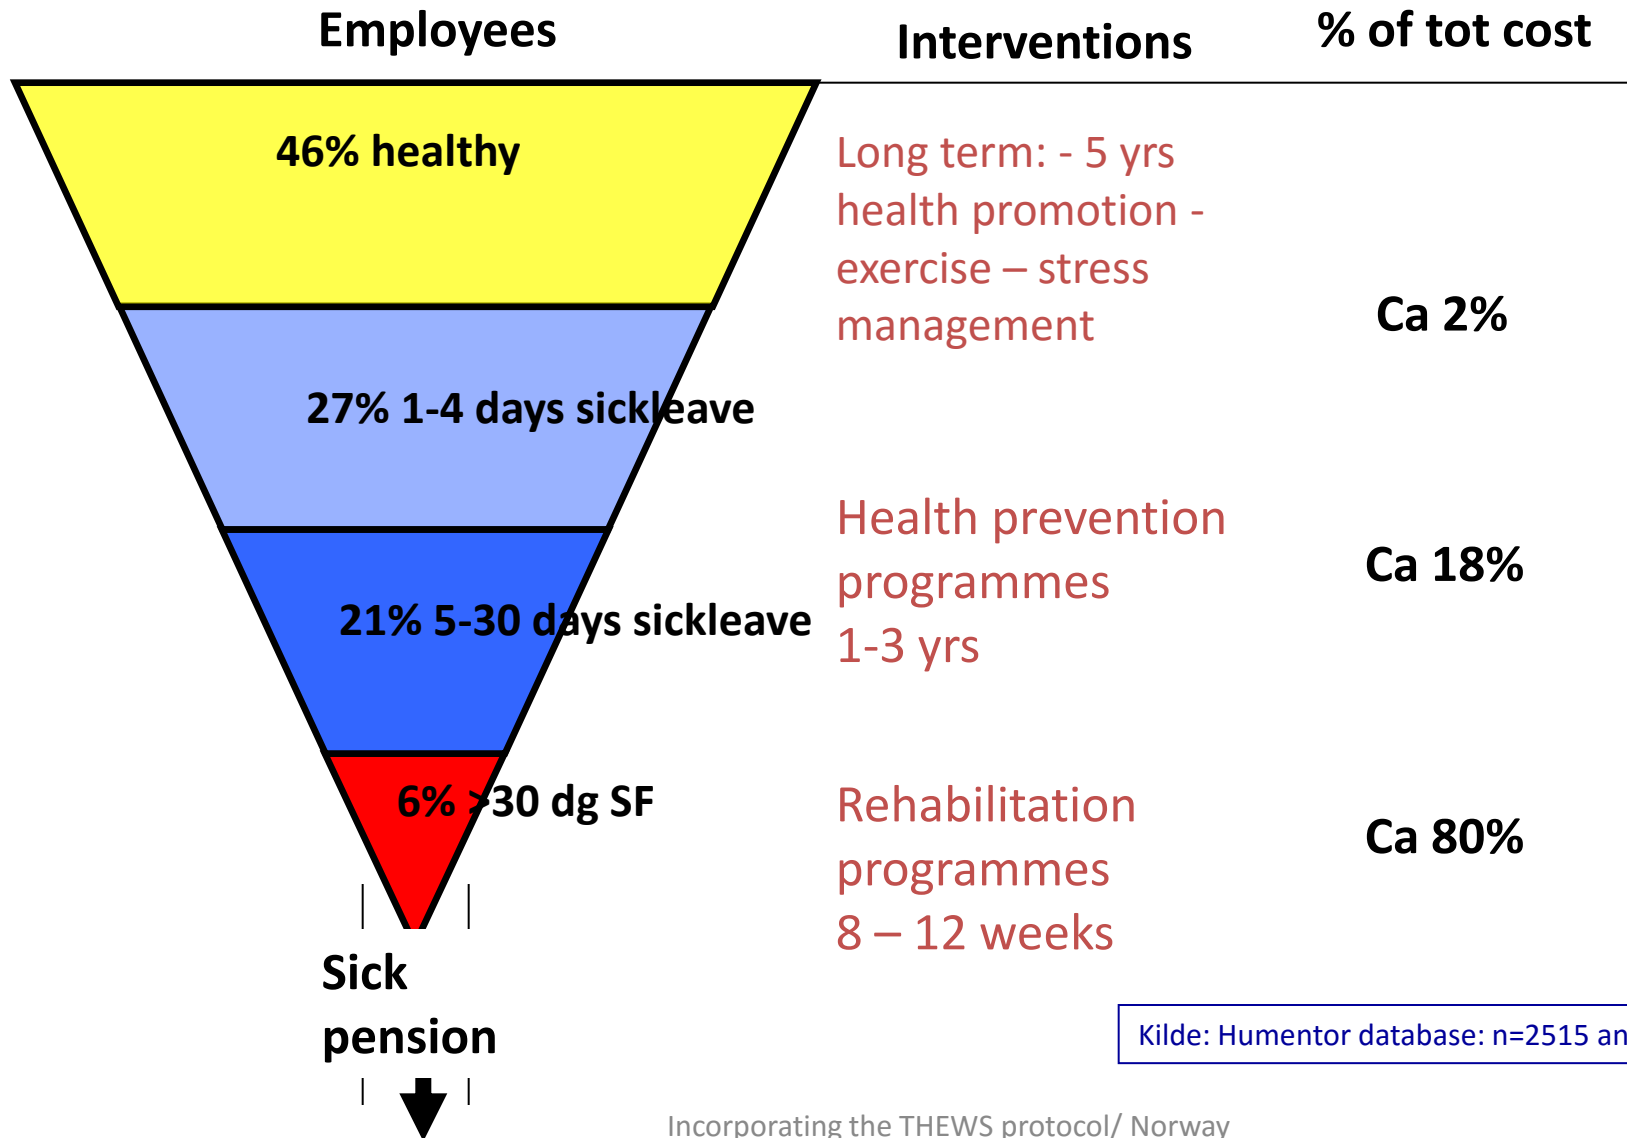 Employees
Interventions
% of tot cost
46% healthy
Long term: - 5 yrs
health promotion -
exercise – stress
management
Ca 2%
27% 1-4 days sickleave
Health prevention
programmes
1-3 yrs
Ca 18%
21% 5-30 days sickleave
6% >30 dg SF
Rehabilitation
programmes
8 – 12 weeks
Ca 80%
Sick
pension
Kilde: Humentor database: n=2515 an
Incorporating the THEWS protocol/ Norway